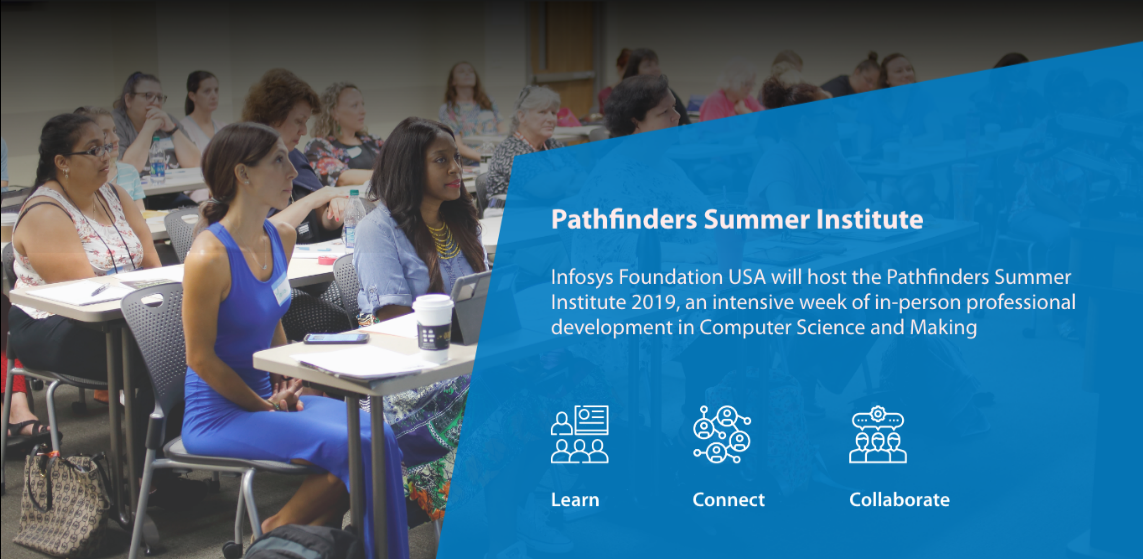 Pathfinders Summer Institute
Infosys Foundation USA will host the Pathfinders Summer
Institute 2019, an intensive week of in-person professional
development in Computer Science and Making
Learn
Connect
Collaborate